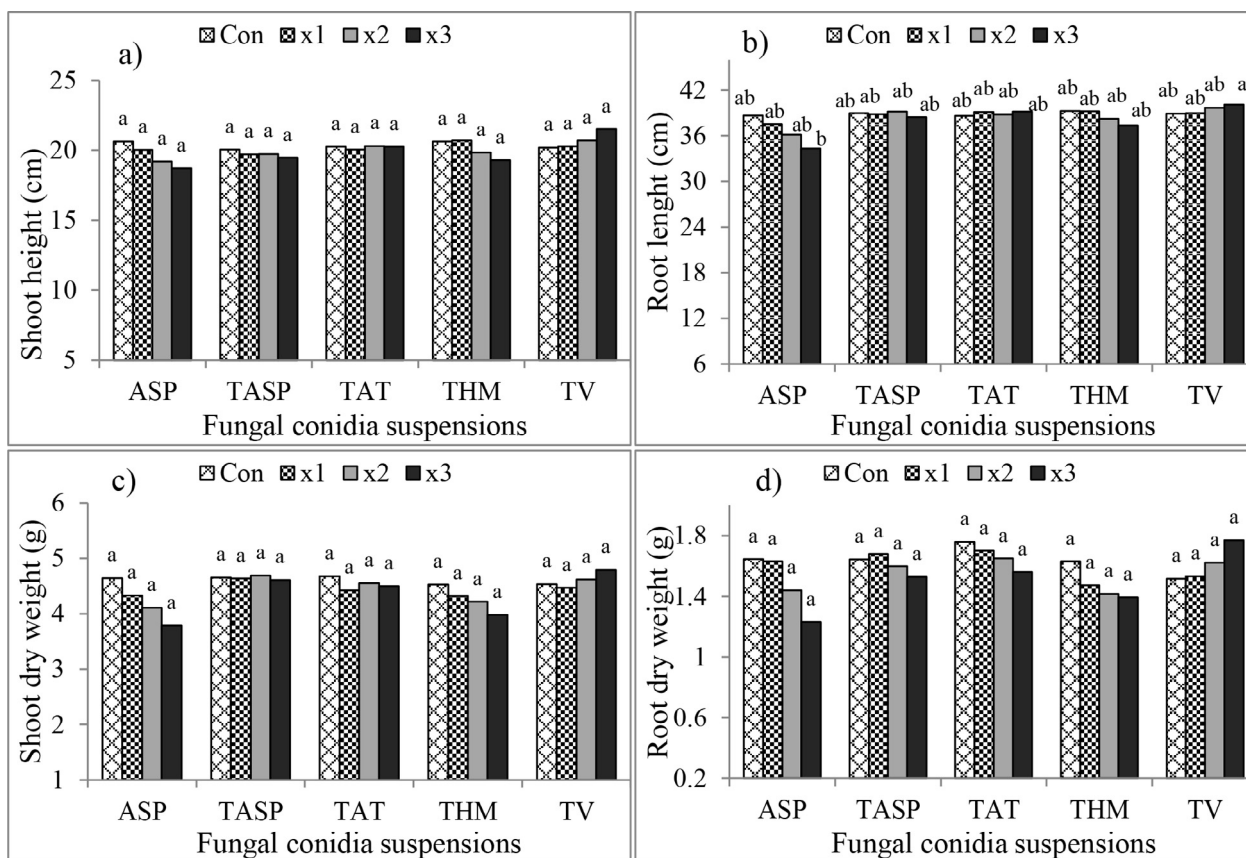 Con x1 x2 x3
a)
25
20
15
10
5
Shoot height (cm)
a a a a a a a a a a a a a a a a a a a a
ASP TASP TAT THM TV
Fungal conidia suspensions
Con x1 x2 x3
b)
42
36
30
24
18
12
6
Root lenght (cm)
ab ab ab b ab ab ab ab ab ab ab ab ab ab ab ab ab ab ab a
ASP TASP TAT THM TV
Fungal conidia suspensions
Con x1 x2 x3
c)
6
5
4
3
2
1
Shoot dry weight (g)
a a a a a a a a a a a a a a a a a a a a
ASP TASP TAT THM TV
Fungal conidia suspensions
Con x1 x2 x3
d)
1.8
1.4
1
0.6
0.2
Root dry weight (g)
a a a a a a a a a a a a a a a a a a a a
ASP TASP TAT THM TV
Fungal conidia suspensions